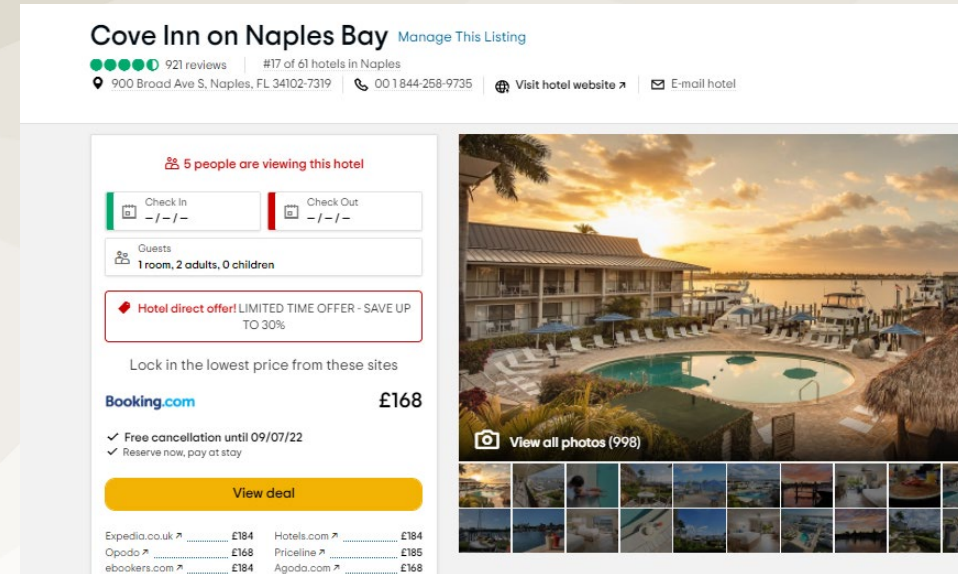 Cove Inn on Naples Bay Manage This Listing
921 reviews #17 of 61 hotels in Naples
900 Broad Ave S, Naples, FL 34102-7319 00 1 844-258-9735 Visit hotel website ↗ E-mail hotel
5 people are viewing this hotel
Check In Check Out
–/–/– –/–/–
Guests
1 room, 2 adults, 0 children
Hotel direct offer! LIMITED TIME OFFER - SAVE UP
TO 30%
Lock in the lowest price from these sites
Booking.com £168
Free cancellation until 09/07/22
Reserve now, pay at stay
View deal
Expedia.co.uk ↗ £184 Hotels.com ↗ £184
Opodo ↗ £168 Priceline ↗ £185
ebookers.com ↗ £184 Agoda.com ↗ £168
View all photos (998)